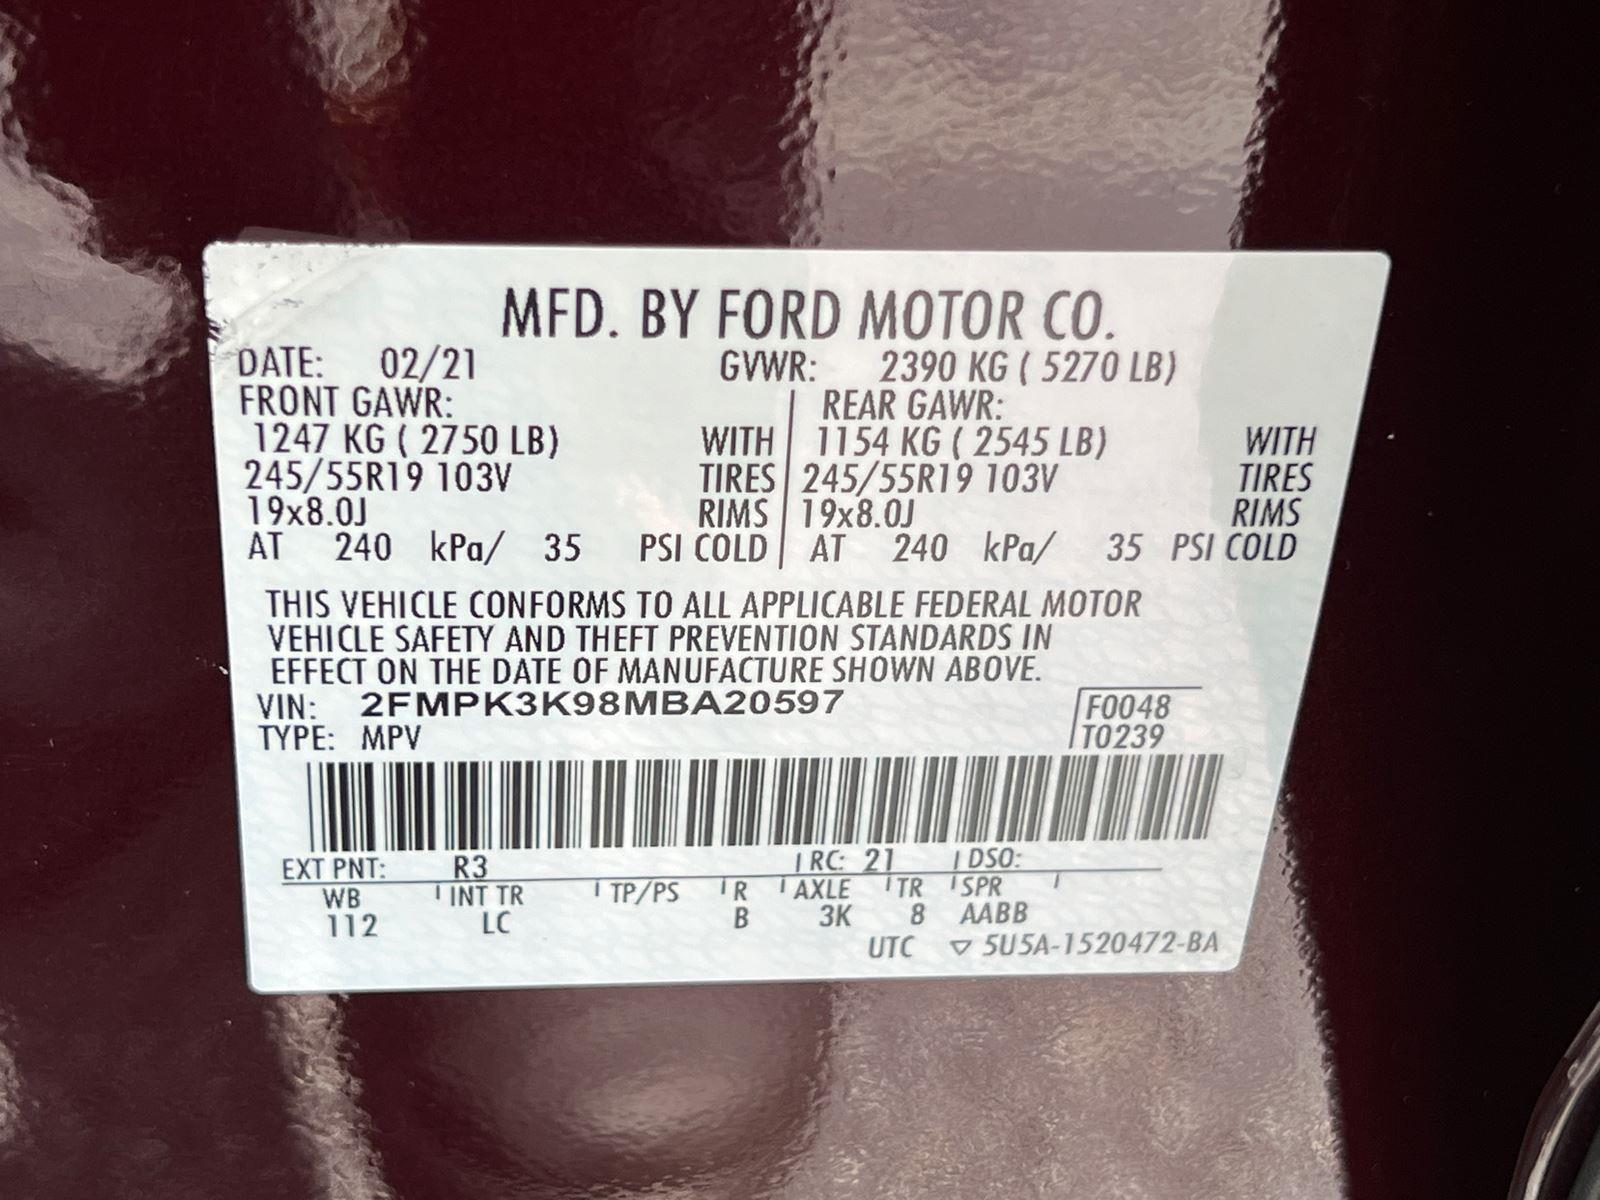 MFD. BY FORD MOTOR CO.
DATE: 02/21 GVWR: 2390 KG ( 5270 LB)
FRONT GAWR: REAR GAWR:
1247 KG ( 2750 LB) WITH 1154 KG ( 2545 LB) WITH
245/55R19 103V TIRES 245/55R19 103V TIRES
19x8.0J RIMS 19x8.0J RIMS
AT 240 kPa/ 35 PSI COLD AT 240 kPa/ 35 PSI COLD
THIS VEHICLE CONFORMS TO ALL APPLICABLE FEDERAL MOTOR
VEHICLE SAFETY AND THEFT PREVENTION STANDARDS IN
EFFECT ON THE DATE OF MANUFACTURE SHOWN ABOVE.
VIN: 2FMPK3K98MBA20597 F0048
TYPE: MPV T0239
EXT PNT: R3 RC: 21 DSO:
WB INT TR TP/PS R AXLE TR SPR
112 LC B 3K 8 AABB
UTC ▽ 5U5A-1520472-BA